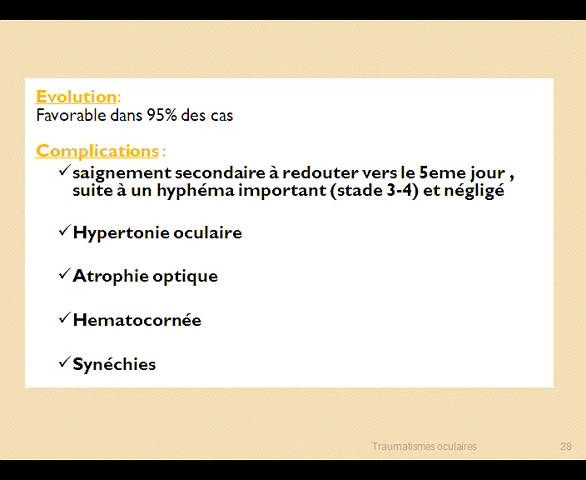 Evolution:
Favorable dans 95% des cas
Complications :
✓saignement secondaire à redouter vers le 5eme jour ,
suite à un hyphéma important (stade 3-4) et négligé
✓Hypertonie oculaire
✓Atrophie optique
✓Hematocornée
✓Synéchies
Traumatismes oculaires
28